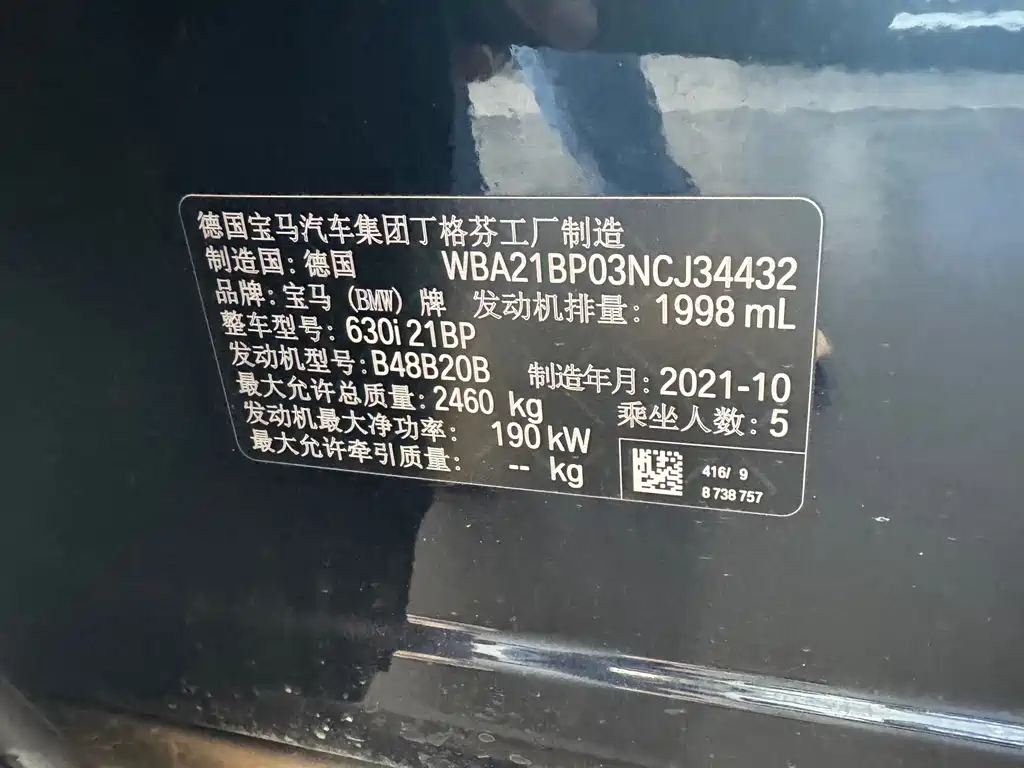 德国宝马汽车集团丁格芬工厂制造
制造国：德国 WBA21BP03NCJ34432
品牌：宝马 (BMW) 牌 发动机排量：1998 mL
整车型号：630i 21BP
发动机型号：B48B20B 制造年月：2021-10
最大允许总质量：2460 kg 乘坐人数：5
发动机最大净功率： 190 kW
最大允许牵引质量： -- kg
416/ 9
8 738 757